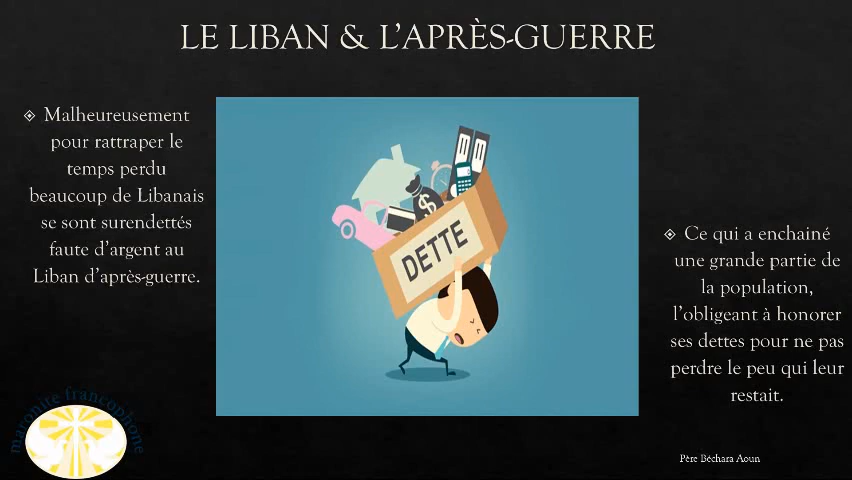 LE LIBAN & L'APRÈS-GUERRE
Malheureusement
pour rattraper le
temps perdu
beaucoup de Libanais
se sont surendettés
faute d'argent au
Liban d'après-guerre.
$
DETTE
Ce qui a enchainé
une grande partie de
la population,
l'obligeant à honorer
ses dettes pour ne pas
perdre le peu qui leur
restait.
maronite francophone
Père Béchara Aoun